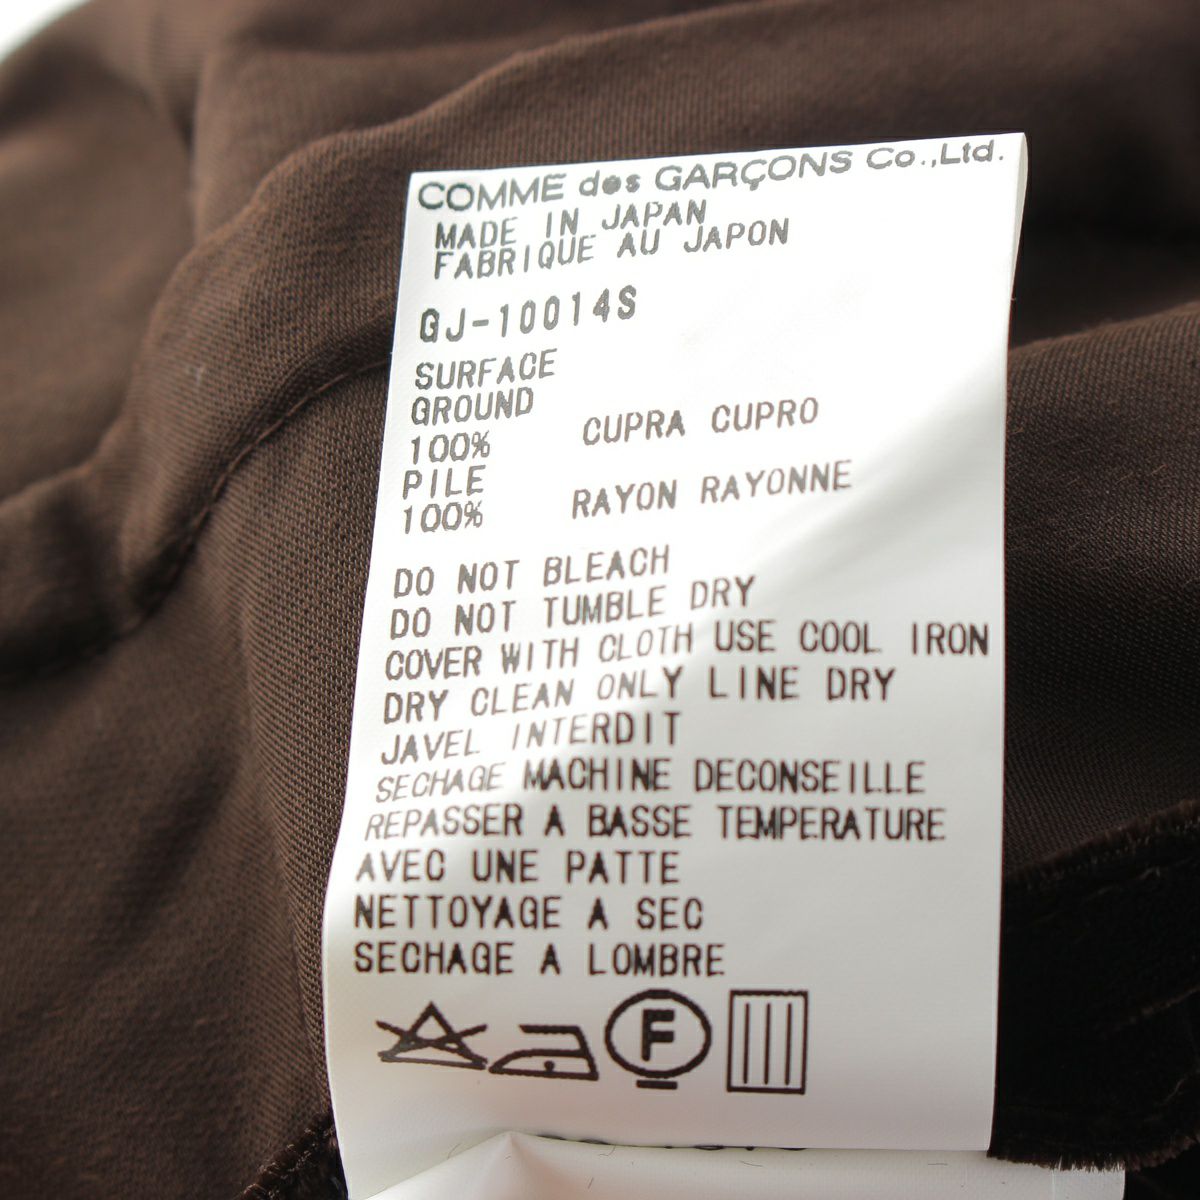 COMME des GARÇONS Co.,Ltd.
MADE IN JAPAN
FABRIQUE AU JAPON
GJ-10014S
SURFACE
GROUND
100% CUPRA CUPRO
PILE
100% RAYON RAYONNE
DO NOT BLEACH
DO NOT TUMBLE DRY
COVER WITH CLOTH USE COOL IRON
DRY CLEAN ONLY LINE DRY
JAVEL INTERDIT
SECHAGE MACHINE DECONSEILLE
REPASSER A BASSE TEMPERATURE
AVEC UNE PATTE
NETTOYAGE A SEC
SECHAGE A LOMBRE
F